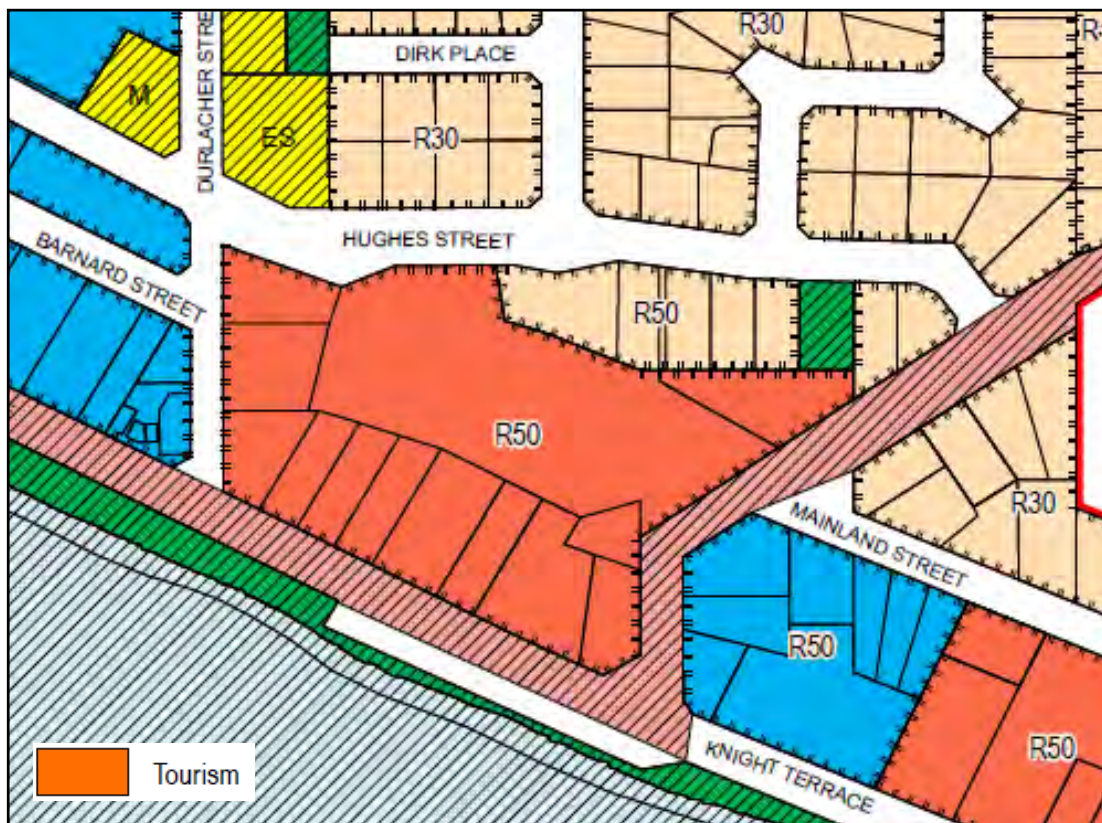 R30
R3
DIRK PLACE
DURLACHER STRE
M
ES
R30
HUGHES STREET
BARNARD STREET
R50
R50
R30
MAINLAND STREET
R50
R50
KNIGHT TERRACE
Tourism